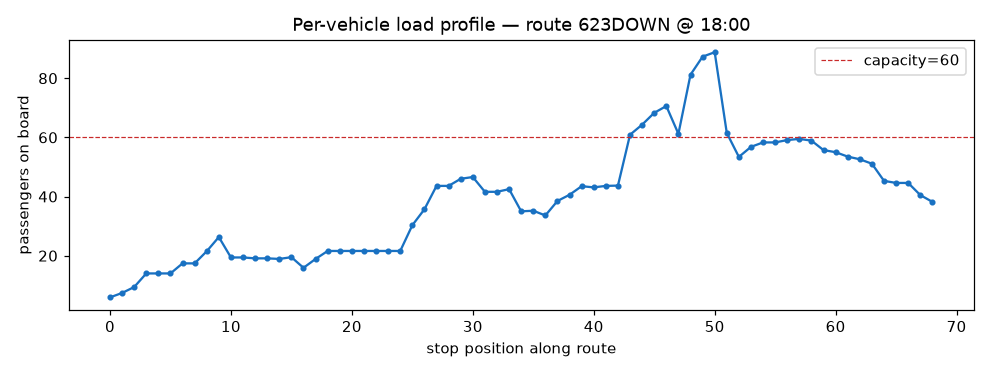 Per-vehicle load profile — route 623DOWN @ 18:00
capacity=60
passengers on board
80
60
40
20
0 10 20 30 40 50 60 70
stop position along route